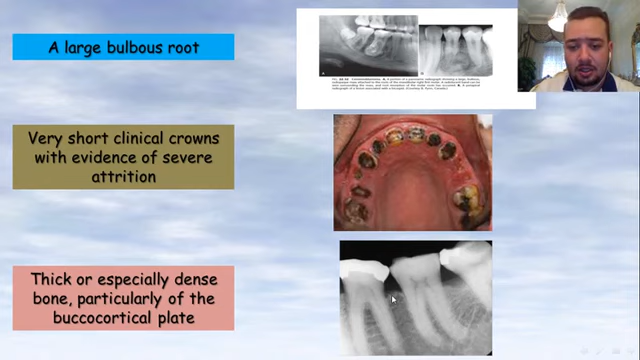 A large bulbous root
Very short clinical crowns
with evidence of severe
attrition
Thick or especially dense
bone, particularly of the
buccocortical plate